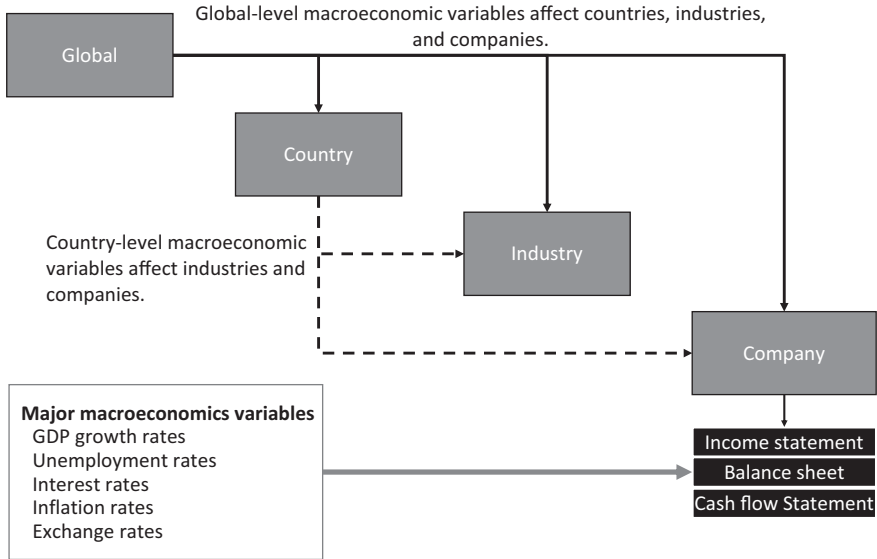 Global-level macroeconomic variables affect countries, industries,
and companies.
Global
Country
Country-level macroeconomic
variables affect industries and
companies.
Industry
Company
Major macroeconomics variables
GDP growth rates
Unemployment rates
Interest rates
Inflation rates
Exchange rates
Income statement
Balance sheet
Cash flow Statement